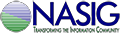 NASIG
TRANSFORMING THE INFORMATION COMMUNITY